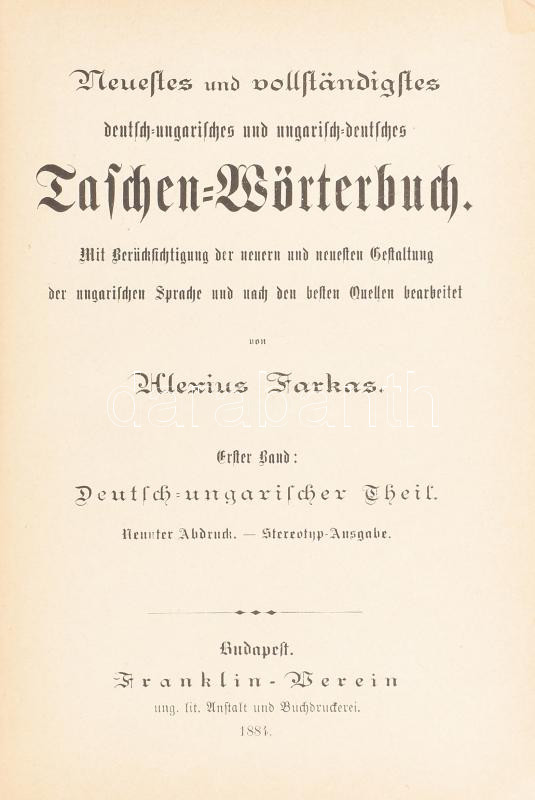 Neuestes und vollständigstes
deutsch-ungarisches und ungarisch-deutsches
Taschen-Wörterbuch.
Mit Berücksichtigung der neuern und neuesten Gestaltung
der ungarischen Sprache und nach den besten Quellen bearbeitet
von
Alexius Farkas.
darabanth
Erster Band:
Deutsch-ungarischer Theil.
Neunter Abdruck. — Stereotyp-Ausgabe.
Budapest.
Franklin-Verein
ung. lit. Anstalt und Buchdruckerei.
1884.